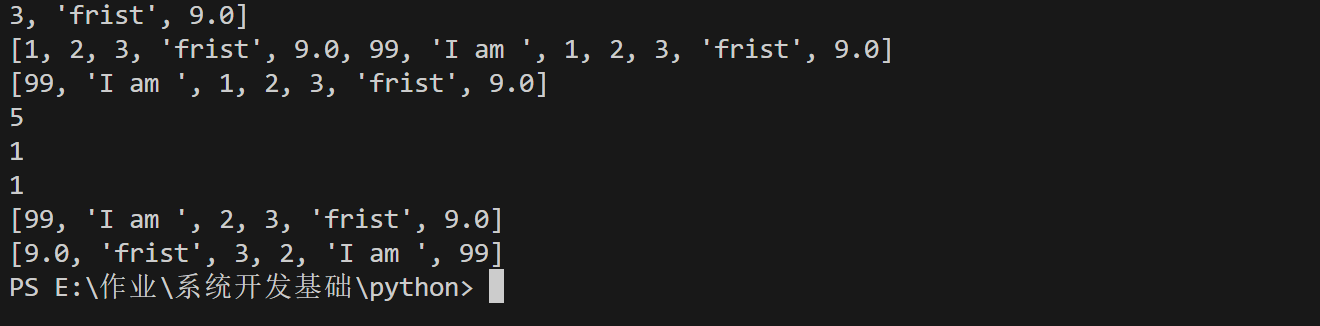 3, 'frist', 9.0]
[1, 2, 3, 'frist', 9.0, 99, 'I am ', 1, 2, 3, 'frist', 9.0]
[99, 'I am ', 1, 2, 3, 'frist', 9.0]
5
1
1
[99, 'I am ', 2, 3, 'frist', 9.0]
[9.0, 'frist', 3, 2, 'I am ', 99]
PS E:\作业\系统开发基础\python>